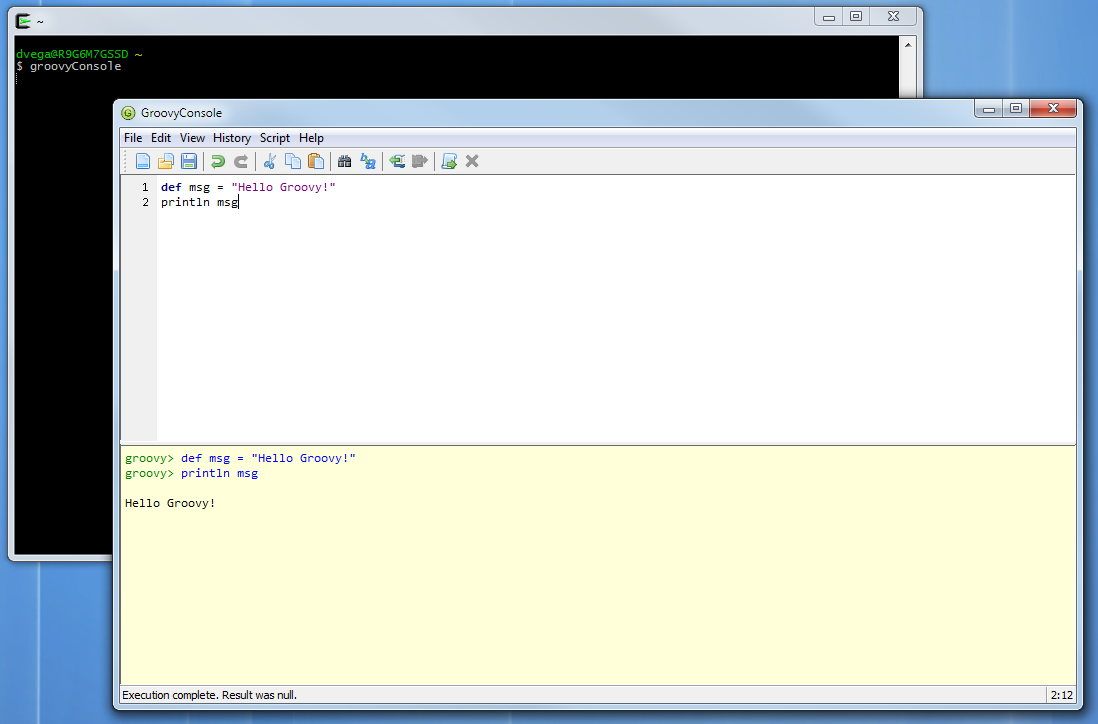 ~
dvega@R9G6M7GSSD ~
$ groovyConsole
GroovyConsole
File Edit View History Script Help
1 def msg = "Hello Groovy!"
2 println msg
groovy> def msg = "Hello Groovy!"
groovy> println msg
Hello Groovy!
Execution complete. Result was null.
2:12